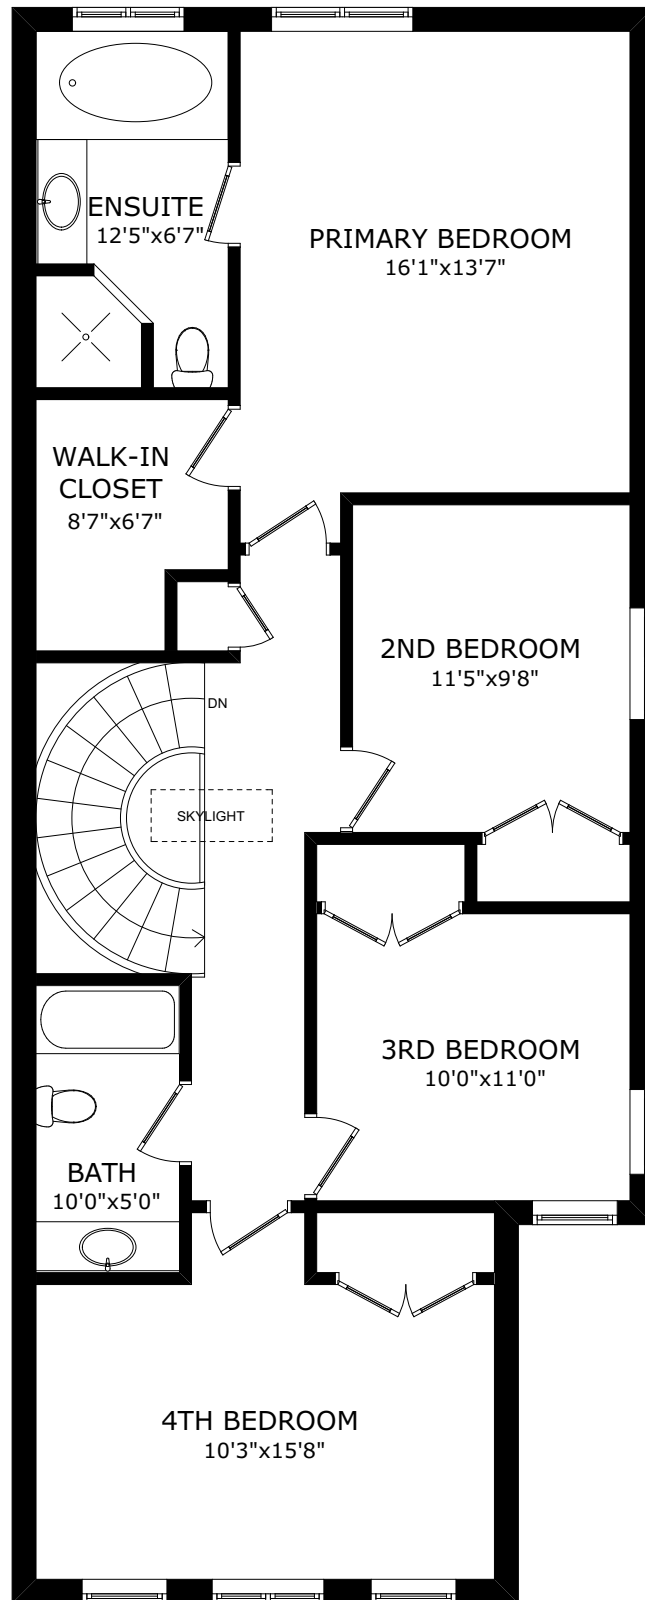 ENSUITE
12'5"x6'7"
PRIMARY BEDROOM
16'1"x13'7"
WALK-IN
CLOSET
8'7"x6'7"
2ND BEDROOM
11'5"x9'8"
DN
SKYLIGHT
3RD BEDROOM
10'0"x11'0"
BATH
10'0"x5'0"
4TH BEDROOM
10'3"x15'8"